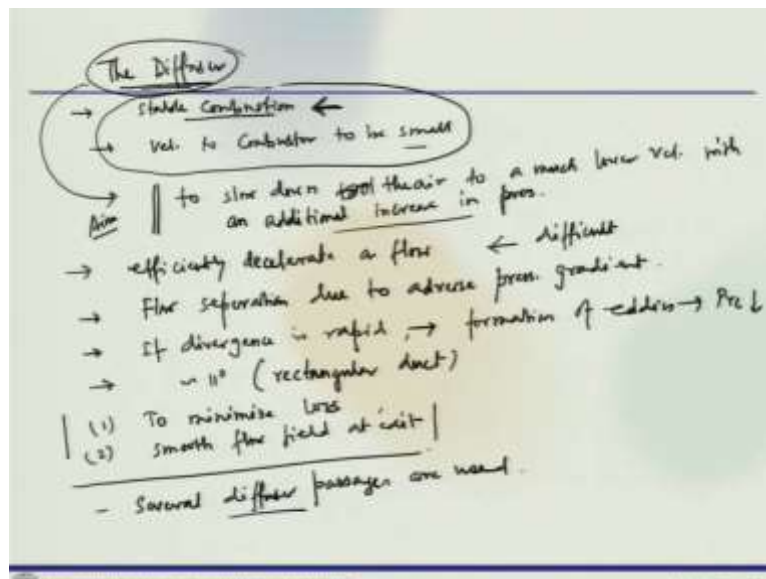 The Diffuser
→ stable combustion ←
→ Vel. to Combustor to be small
Aim → to slow down the air to a much lower vel. with
an additional increase in pres.
→ efficiently decelerate a flow ← difficult
→ Flow separation due to adverse pres. gradient.
→ If divergence is rapid, → formation of eddies → Pre ↓
→ ~ 11° (rectangular duct)
(1) To minimise loss
(2) smooth flow field at exit
- Several diffuser passages are used.